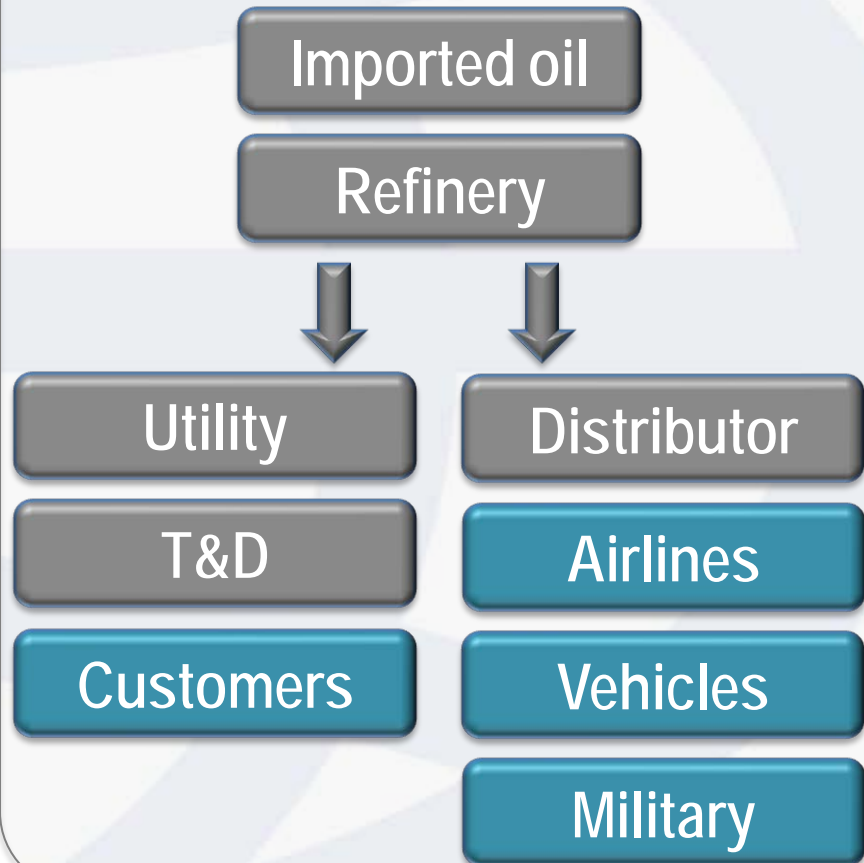 Imported oil
Refinery
Utility
T&D
Customers
Distributor
Airlines
Vehicles
Military